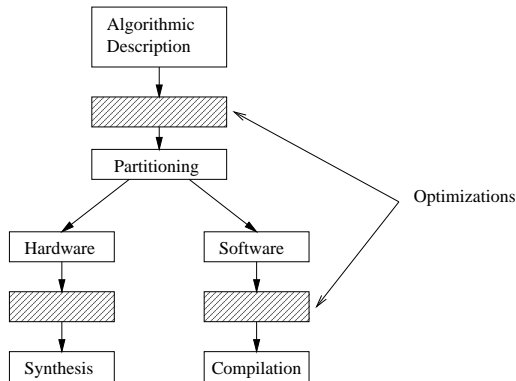 Algorithmic
Description
Partitioning
Optimizations
Hardware
Software
Synthesis
Compilation